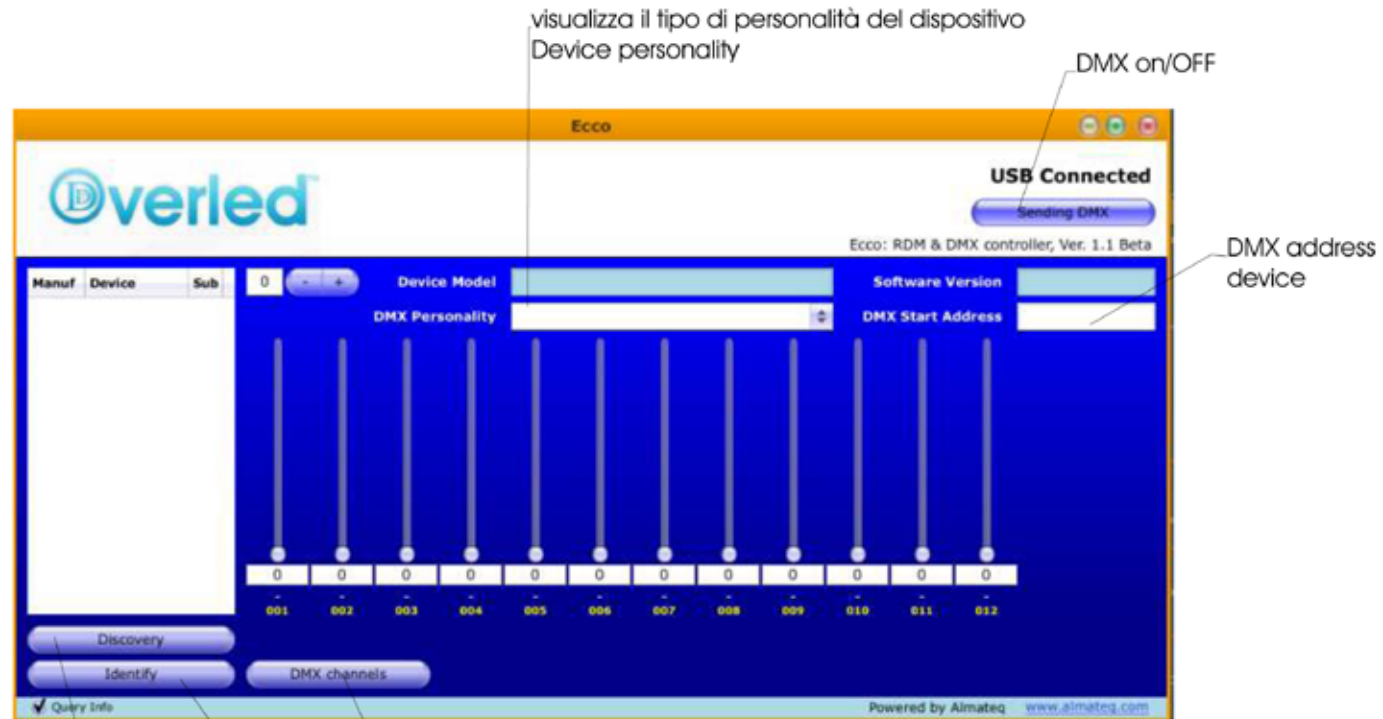 visualizza il tipo di personalità del dispositivo
Device personality
DMX on/OFF
Ecco
Dverled
USB Connected
Sending DMX
Ecco: RDM & DMX controller, Ver. 1.1 Beta
DMX address
device
Manuf Device Sub
0 - +
Device Model
Software Version
DMX Personality
DMX Start Address
0 0 0 0 0 0 0 0 0 0 0 0
- - - - - - - - - - - -
001 002 003 004 005 006 007 008 009 010 011 012
Discovery
Identify
DMX channels
Query Info
Powered by Almateq www.almateq.com